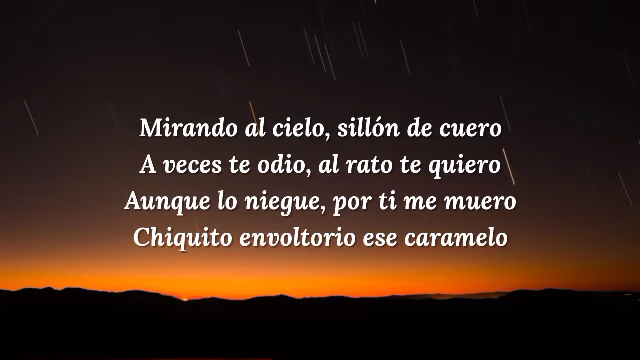 Mirando al cielo, sillón de cuero
A veces te odio, al rato te quiero
Aunque lo niegue, por ti me muero
Chiquito envoltorio ese caramelo